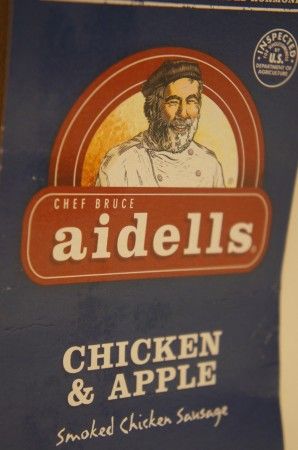 INSPECTED
U.S.
DEPARTMENT OF
AGRICULTURE
CHEF BRUCE
aidells®
CHICKEN
& APPLE
Smoked Chicken Sausage